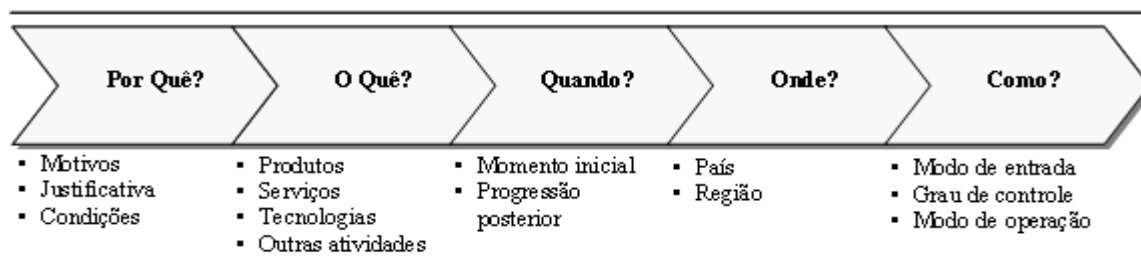 Por Quê?
O Quê?
Quando?
Onde?
Como?
▪ Motivos
▪ Justificativa
▪ Condições
▪ Produtos
▪ Serviços
▪ Tecnologias
▪ Outras atividades
▪ Momento inicial
▪ Progressão
posterior
▪ País
▪ Região
▪ Modo de entrada
▪ Grau de controle
▪ Modo de operação